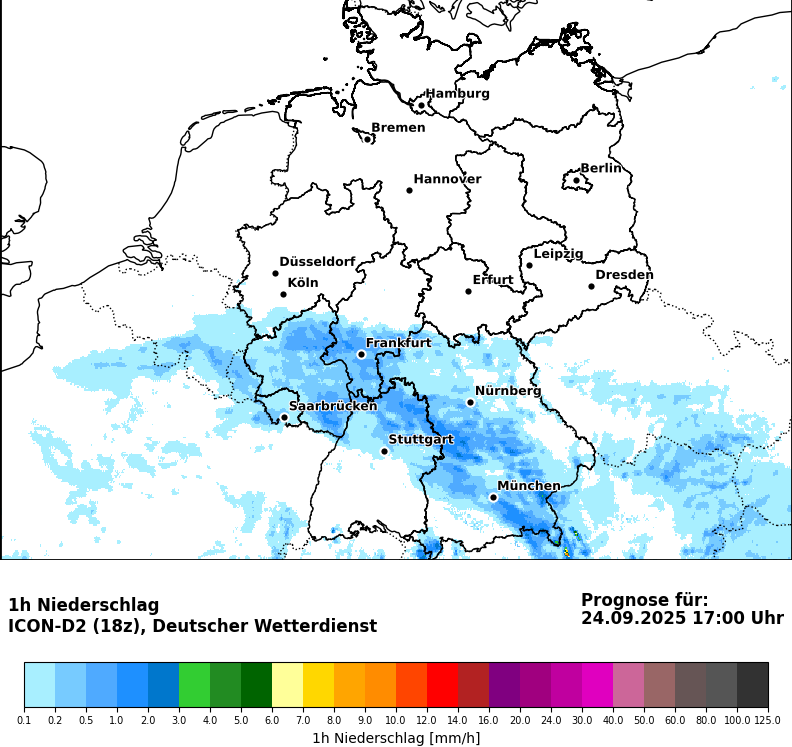 Hamburg
Bremen
Berlin
Hannover
Leipzig
Düsseldorf
Dresden
Köln
Erfurt
Frankfurt
Nürnberg
Saarbrücken
Stuttgart
München
1h Niederschlag
ICON-D2 (18z), Deutscher Wetterdienst
Prognose für:
24.09.2025 17:00 Uhr
0.1 0.2 0.5 1.0 2.0 3.0 4.0 5.0 6.0 7.0 8.0 9.0 10.0 12.0 14.0 16.0 20.0 24.0 30.0 40.0 50.0 60.0 80.0 100.0 125.0
1h Niederschlag [mm/h]